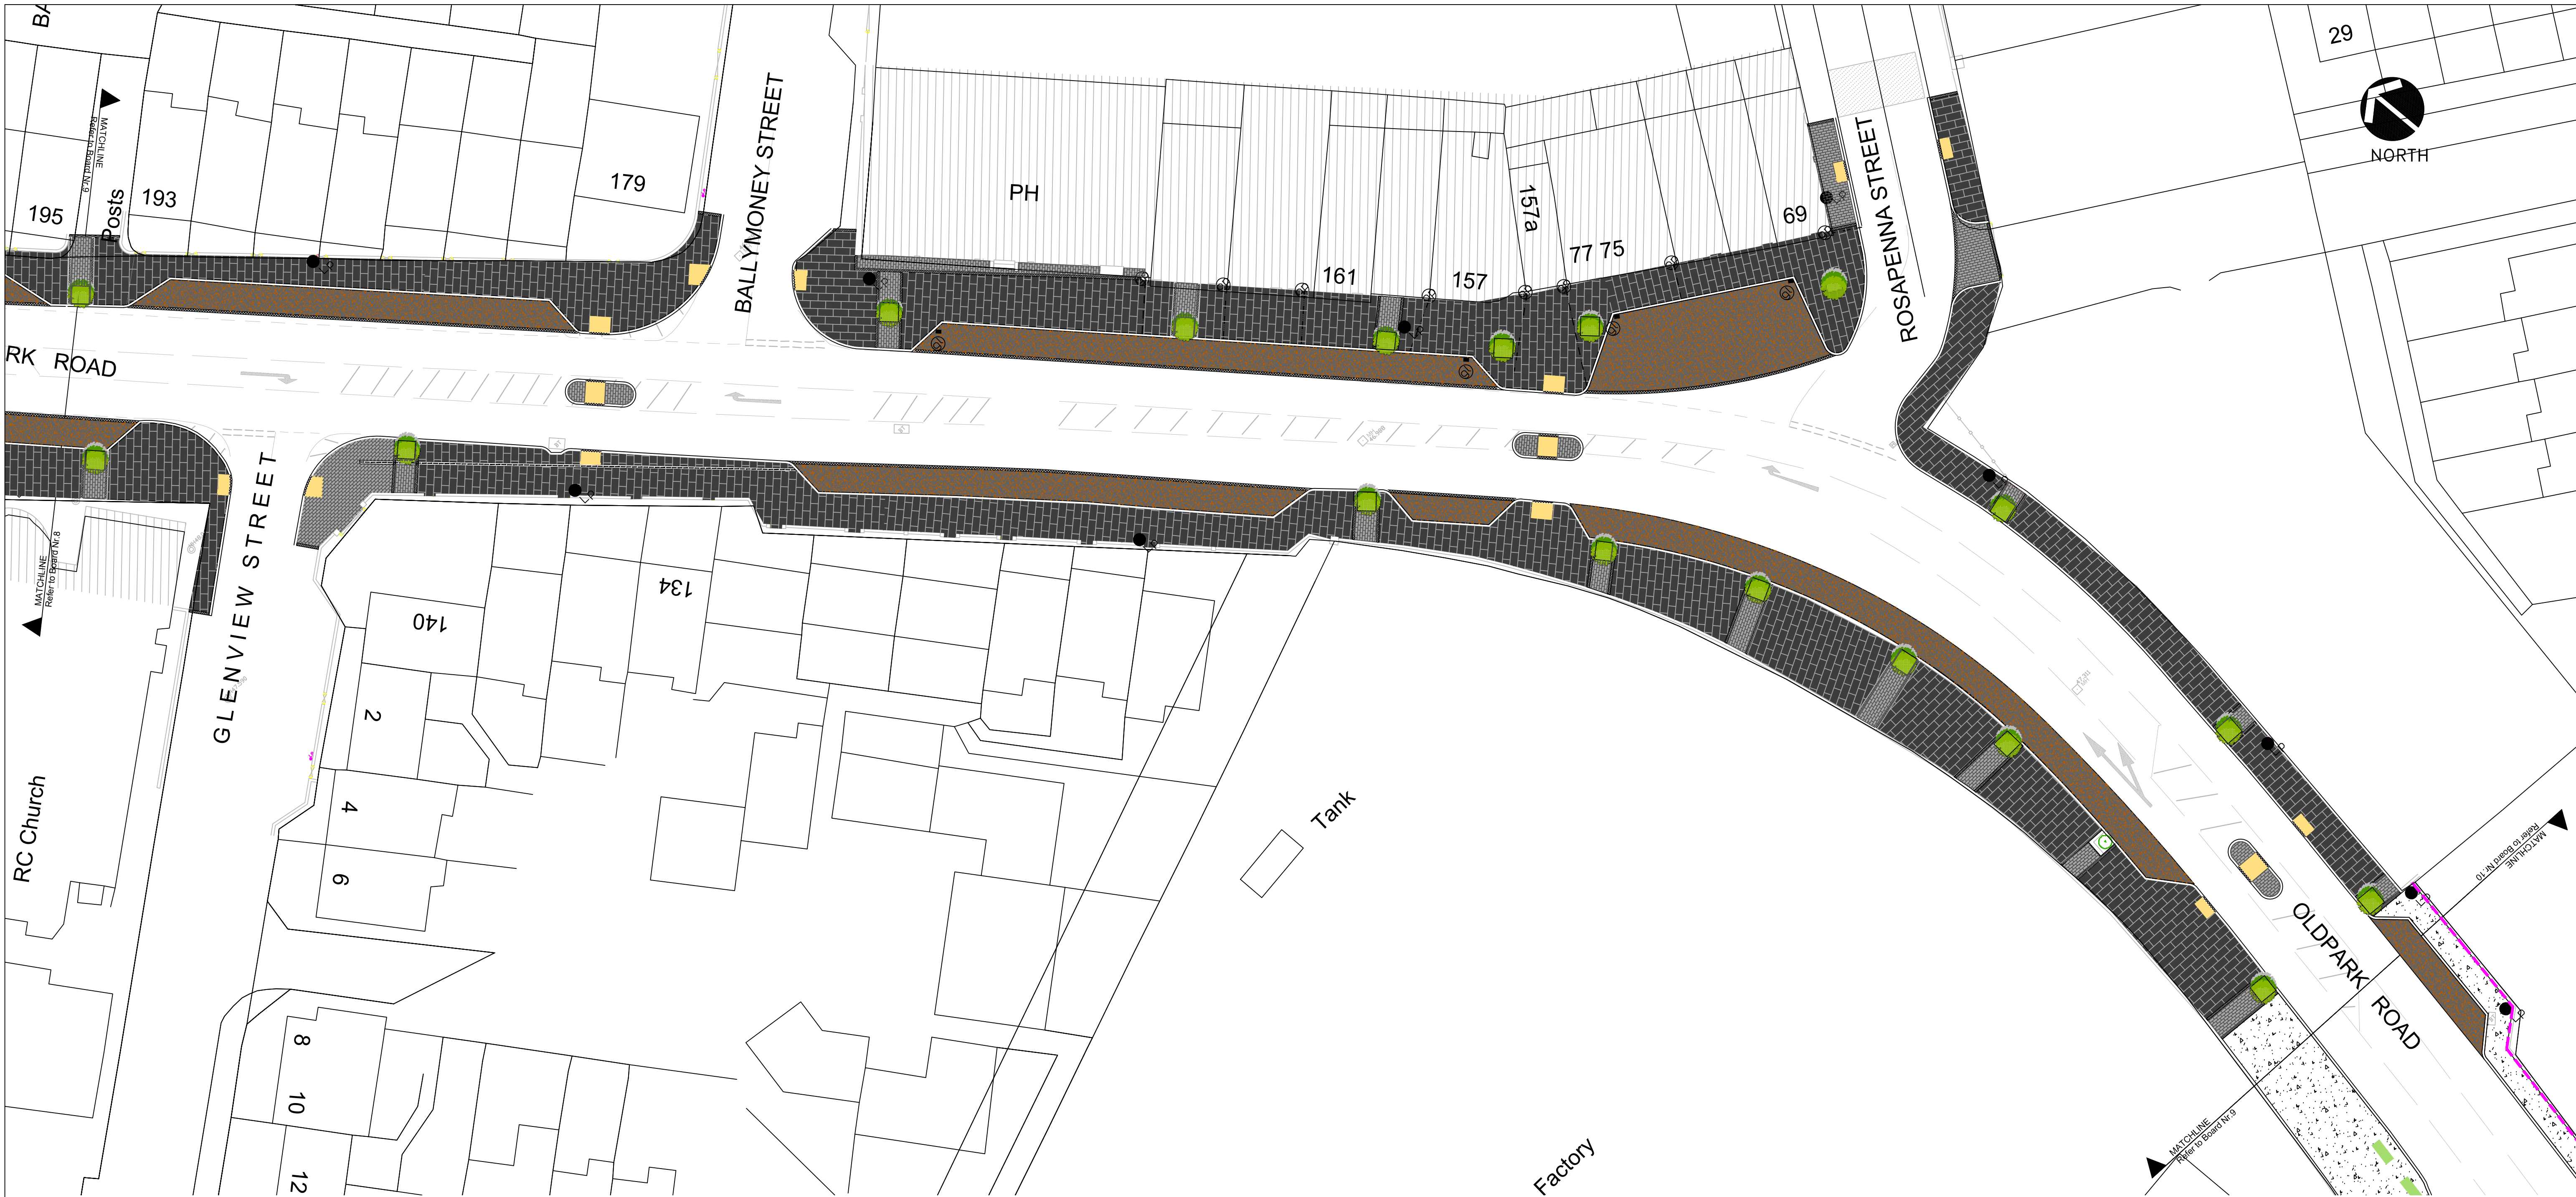 BA
29
NORTH
MATCHLINE
Refer to Board Nr.9
195
Posts
193
179
BALLYMONEY STREET
PH
161
157
157a
77 75
69
ROSAPENNA STREET
RK ROAD
GLENVIEW STREET
MATCHLINE
Refer to Board Nr.8
RC Church
140
134
2
4
6
8
10
12
Tank
Factory
OLDPARK ROAD
MATCHLINE
Refer to Board Nr.10
MATCHLINE
Refer to Board Nr.9